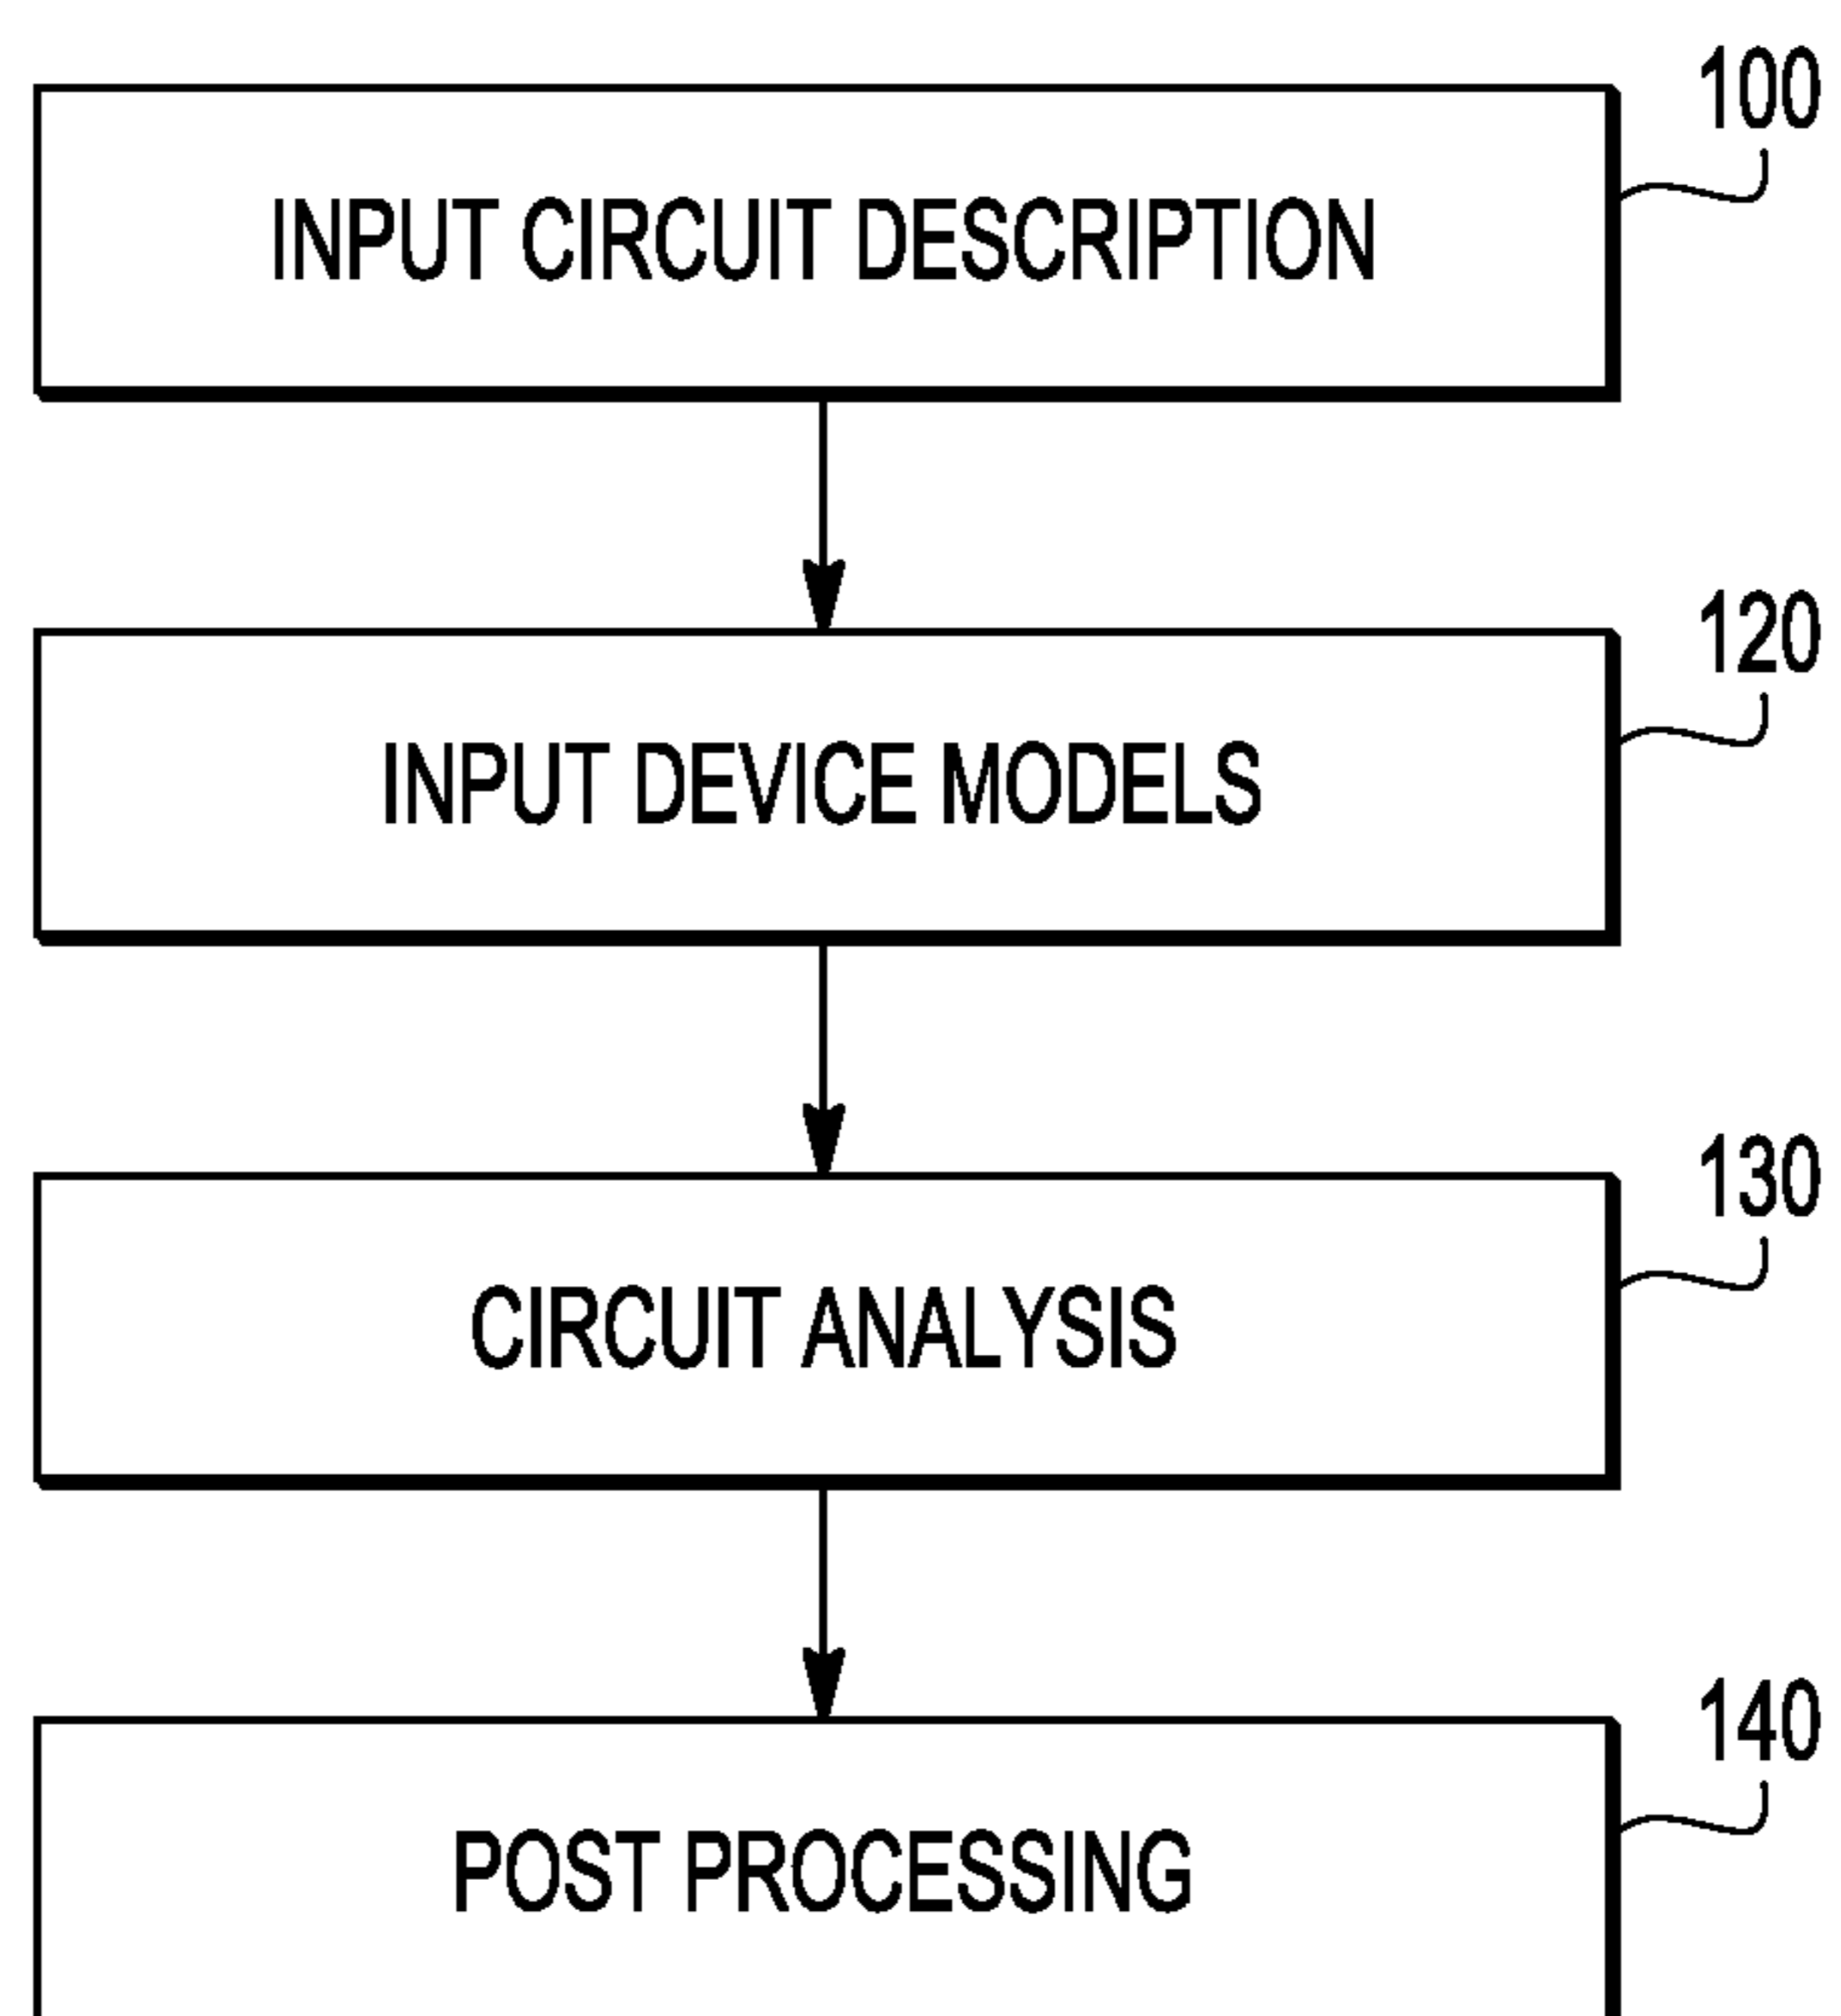 100
INPUT CIRCUIT DESCRIPTION
120
INPUT DEVICE MODELS
130
CIRCUIT ANALYSIS
140
POST PROCESSING